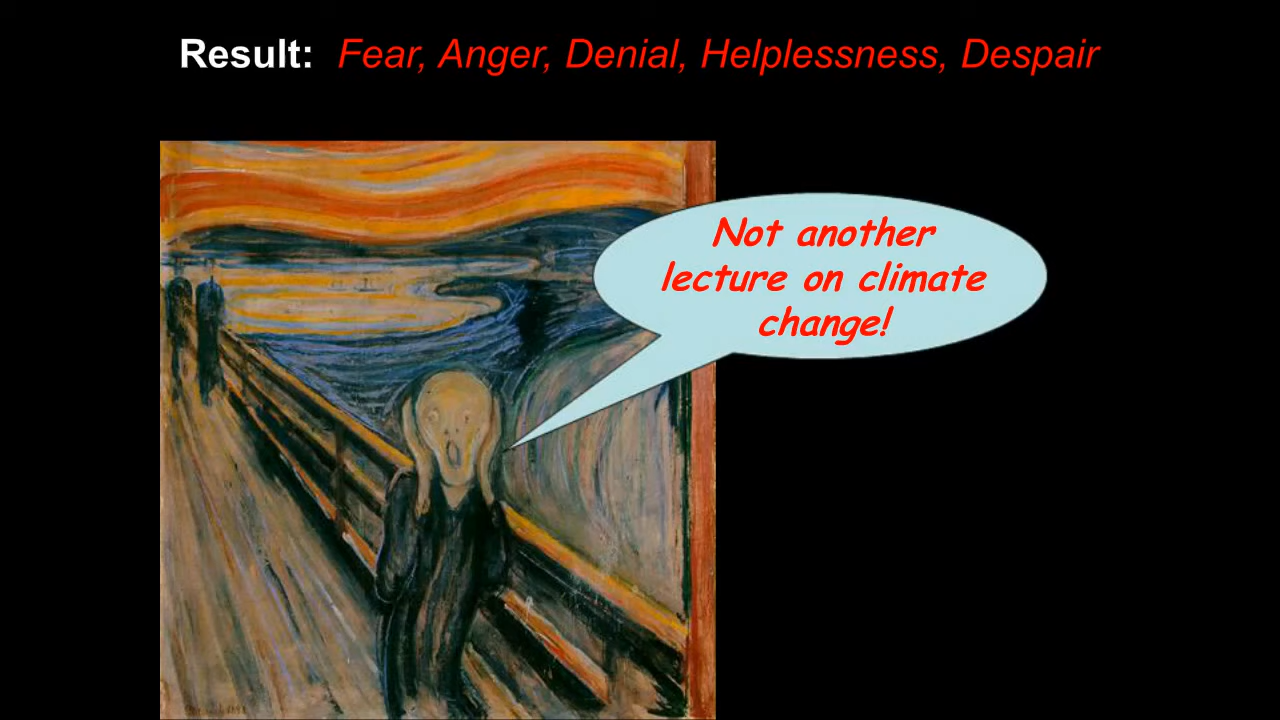 Result: Fear, Anger, Denial, Helplessness, Despair
Not another
lecture on climate
change!